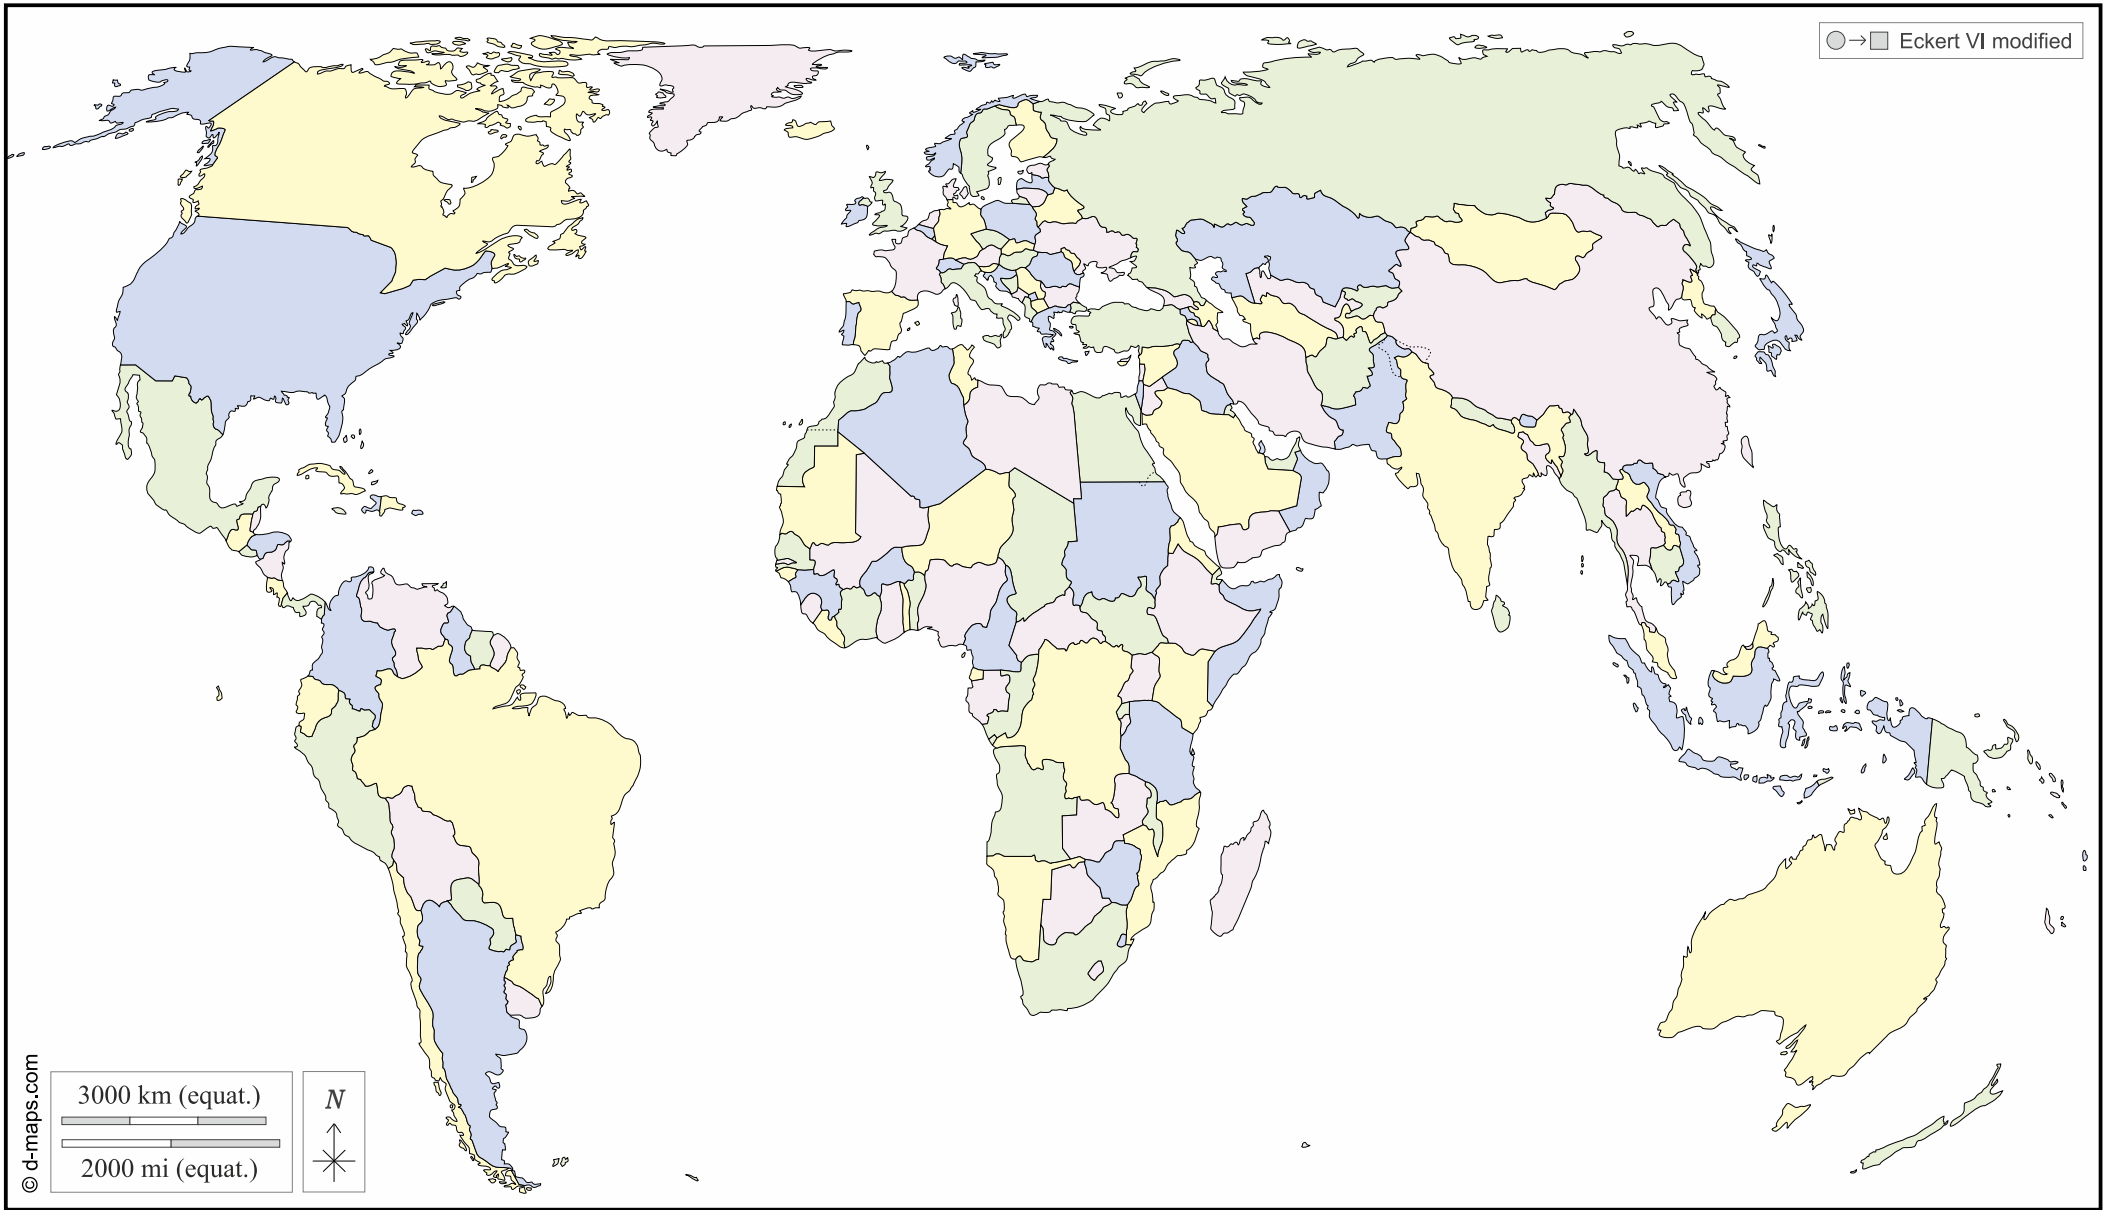 Eckert VI modified
© d-maps.com
3000 km (equat.)
2000 mi (equat.)
N